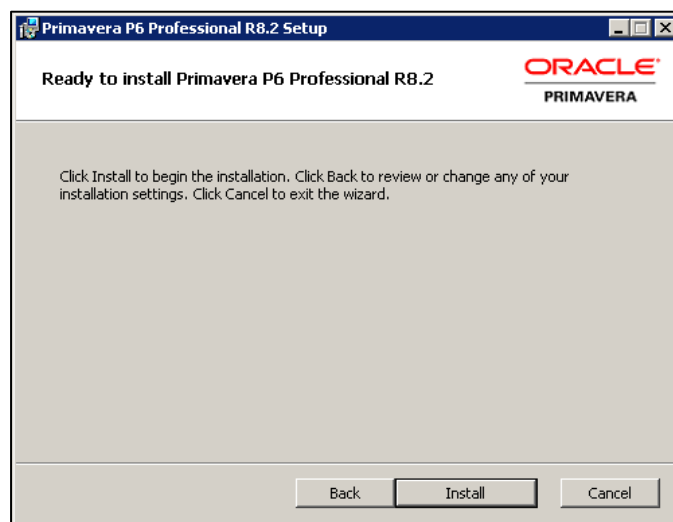 Primavera P6 Professional R8.2 Setup
Ready to install Primavera P6 Professional R8.2
ORACLE
PRIMAVERA
Click Install to begin the installation. Click Back to review or change any of your
installation settings. Click Cancel to exit the wizard.
Back
Install
Cancel